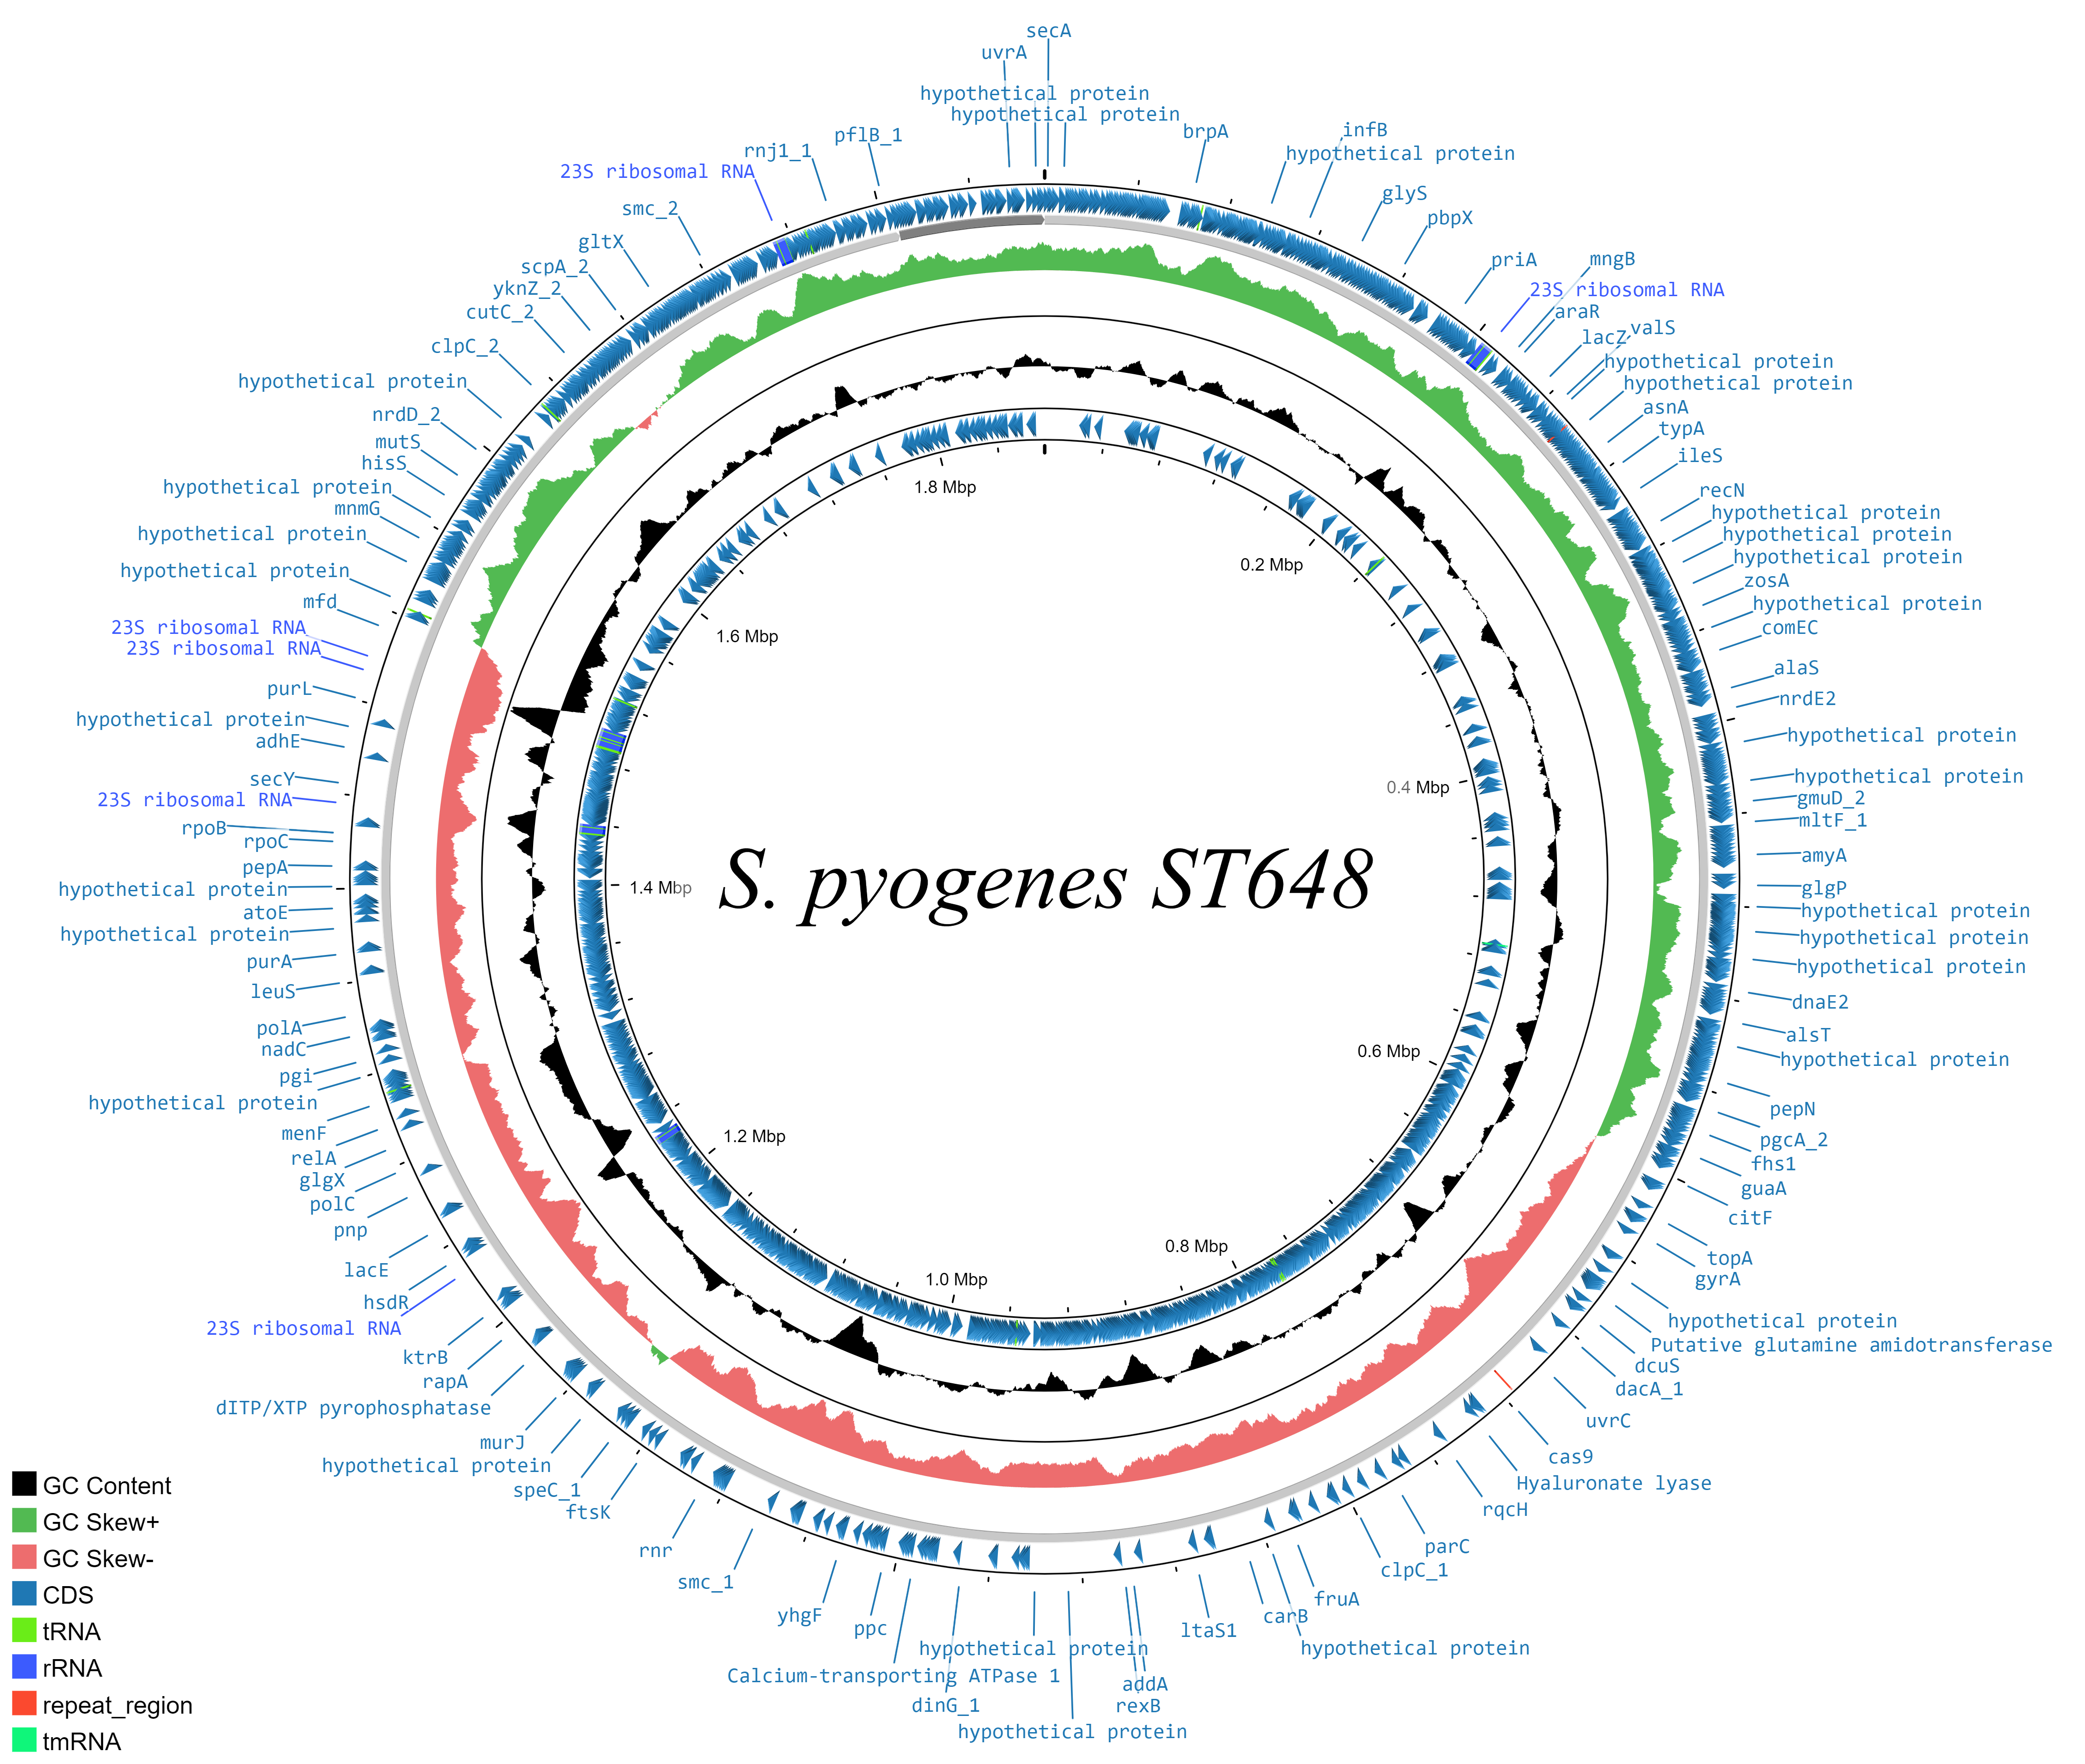 secA
uvrA
hypothetical protein
hypothetical protein
brpA
infB
hypothetical protein
pflB_1
rnj1_1
23S ribosomal RNA
glyS
smc_2
pbpX
gltX
priA
mngB
scpA_2
23S ribosomal RNA
yknZ_2
araR
cutC_2
lacZ
valS
clpC_2
hypothetical protein
hypothetical protein
hypothetical protein
nrdD_2
asnA
typA
mutS
ileS
hisS
1.8 Mbp
hypothetical protein
recN
mnmG
hypothetical protein
hypothetical protein
hypothetical protein
hypothetical protein
0.2 Mbp
hypothetical protein
zosA
mfd
hypothetical protein
23S ribosomal RNA
comEC
1.6 Mbp
23S ribosomal RNA
alaS
purL
nrdE2
hypothetical protein
hypothetical protein
adhE
secY
hypothetical protein
0.4 Mbp
23S ribosomal RNA
gmuD_2
rpoB
mltF_1
rpoC
amyA
pepA
hypothetical protein
1.4 Mbp
S. pyogenes ST648
glgP
atoE
hypothetical protein
hypothetical protein
hypothetical protein
purA
hypothetical protein
leuS
dnaE2
polA
alsT
nadC
0.6 Mbp
hypothetical protein
pgi
hypothetical protein
pepN
menF
1.2 Mbp
pgcA_2
relA
fhs1
glgX
guaA
polC
citF
pnp
0.8 Mbp
topA
lacE
1.0 Mbp
gyrA
hsdR
hypothetical protein
23S ribosomal RNA
Putative glutamine amidotransferase
ktrB
dcuS
rapA
dacA_1
dITP/XTP pyrophosphatase
uvrC
murJ
cas9
hypothetical protein
Hyaluronate lyase
speC_1
rqcH
ftsK
rnr
parC
clpC_1
smc_1
fruA
yhgF
carB
ppc
ltaS1
hypothetical protein
hypothetical protein
Calcium-transporting ATPase 1
addA
dinG_1
rexB
hypothetical protein
GC Content
GC Skew+
GC Skew-
CDS
tRNA
rRNA
repeat_region
tmRNA